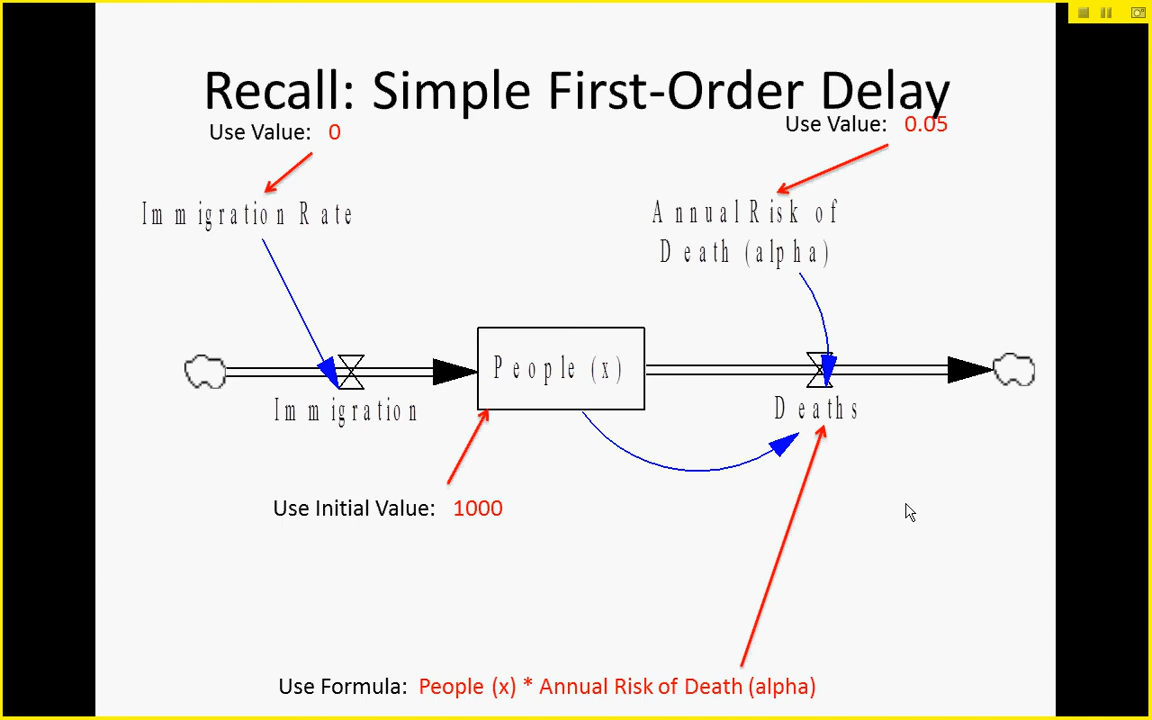 Recall: Simple First-Order Delay
Use Value: 0
Use Value: 0.05
Immigration Rate
Annual Risk of
Death (alpha)
People (x)
Immigration
Deaths
Use Initial Value: 1000
Use Formula: People (x) * Annual Risk of Death (alpha)